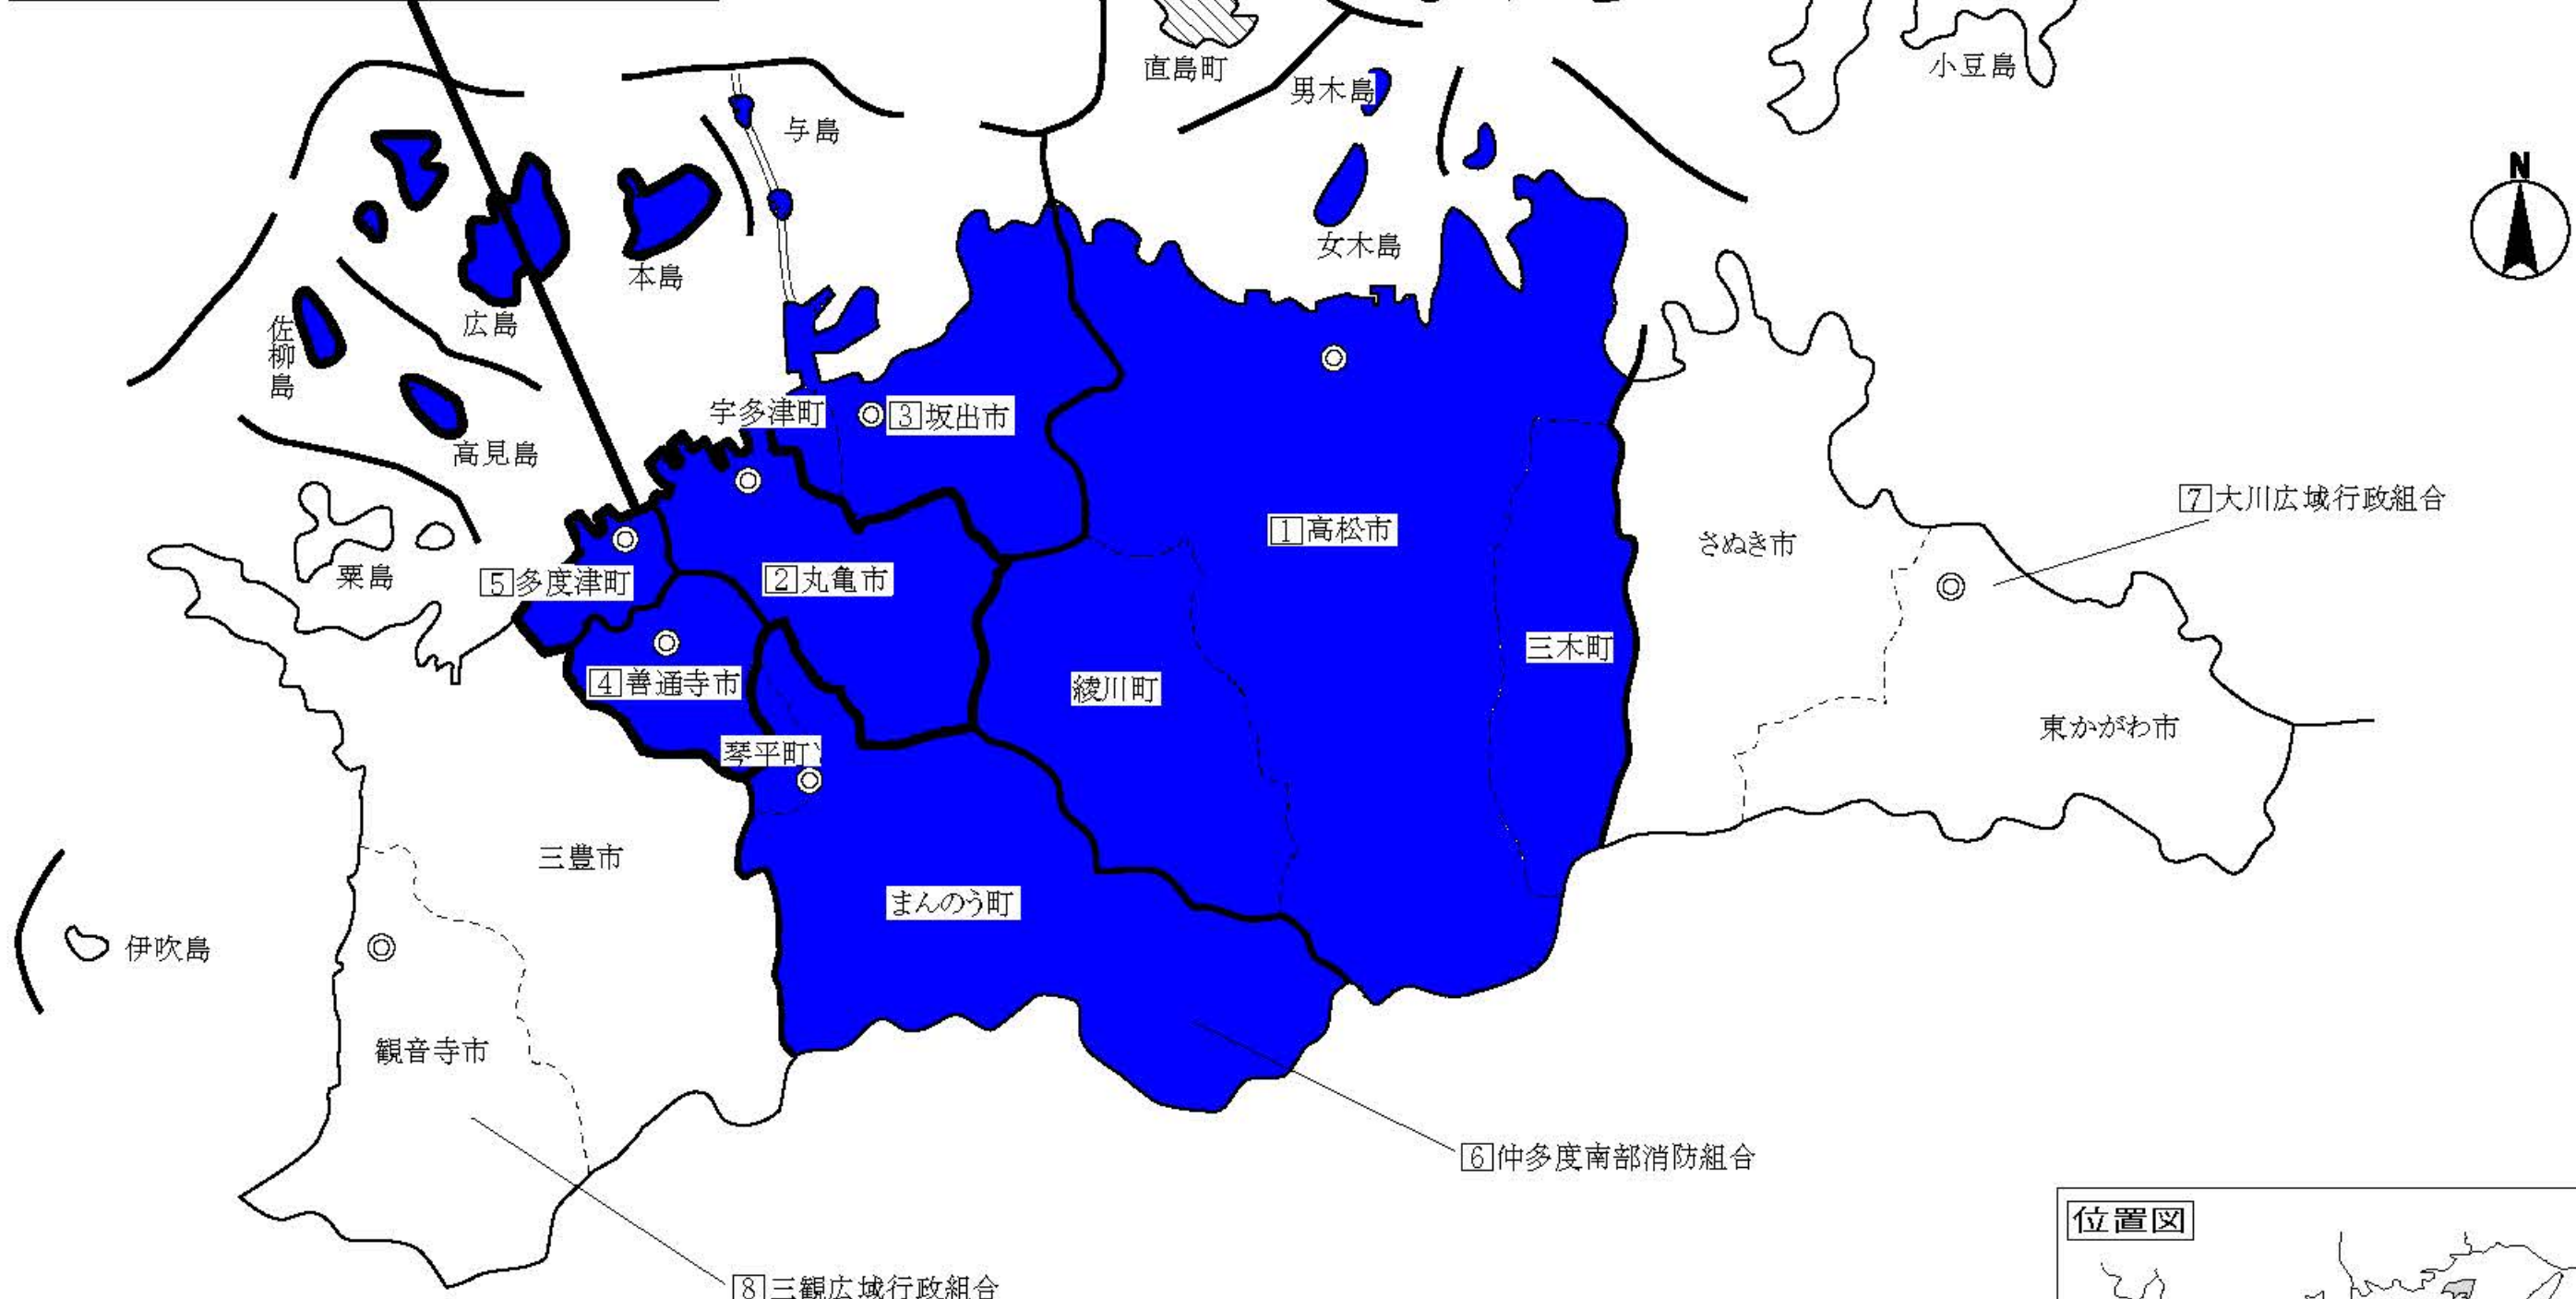 直島町
小豆島
男木島
与島
N
女木島
本島
広島
佐柳島
宇多津町
3 坂出市
高見島
7 大川広域行政組合
1 高松市
さぬき市
粟島
5 多度津町
2 丸亀市
三木町
4 善通寺市
綾川町
東かがわ市
琴平町
三豊市
まんのう町
伊吹島
観音寺市
6 仲多度南部消防組合
位置図
8 三観広域行政組合